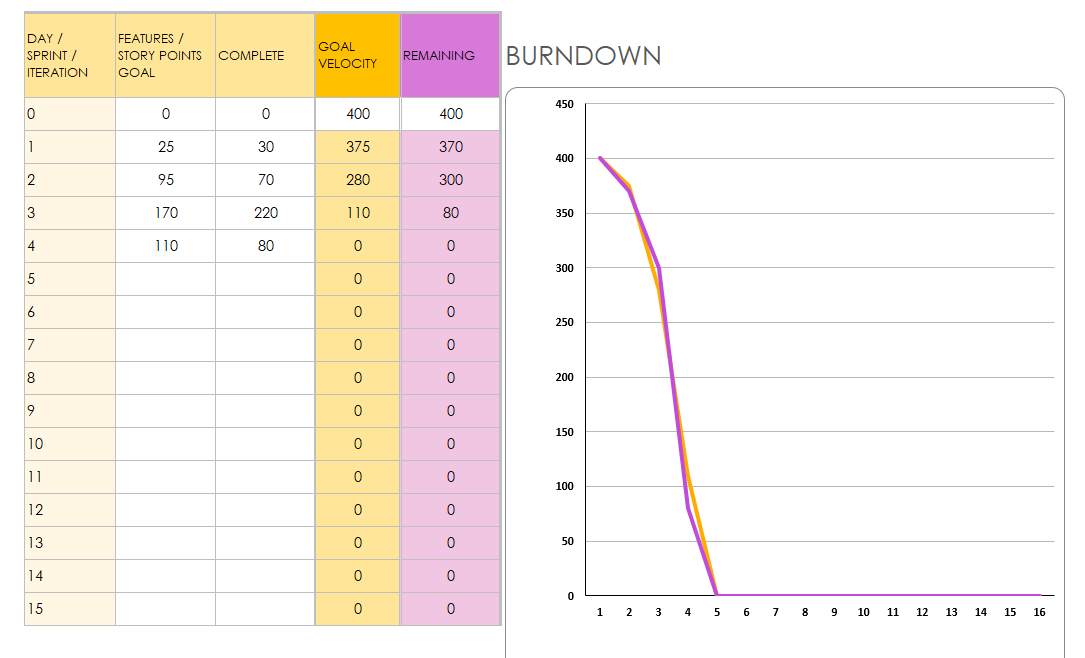 DAY /
SPRINT /
ITERATION
FEATURES /
STORY POINTS
GOAL
COMPLETE
GOAL
VELOCITY
REMAINING
0 0 0 400 400
1 25 30 375 370
2 95 70 280 300
3 170 220 110 80
4 110 80 0 0
5 0 0
6 0 0
7 0 0
8 0 0
9 0 0
10 0 0
11 0 0
12 0 0
13 0 0
14 0 0
15 0 0
BURNDOWN
450
400
350
300
250
200
150
100
50
0
1 2 3 4 5 6 7 8 9 10 11 12 13 14 15 16